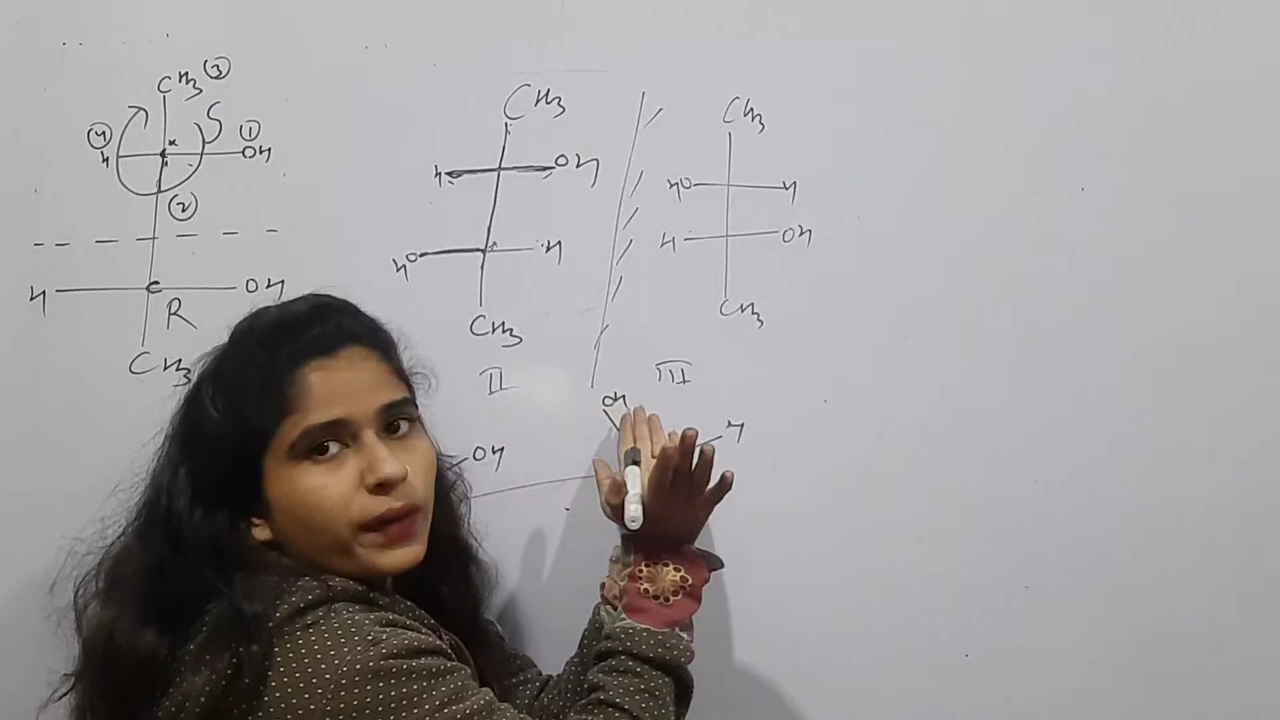 CH3 ③
④ H OH ①
S
*
②
H C OH
R
CH3
CH3
H OH
HO H
CH3
II
CH3
HO H
H OH
CH3
III
OH
OH H